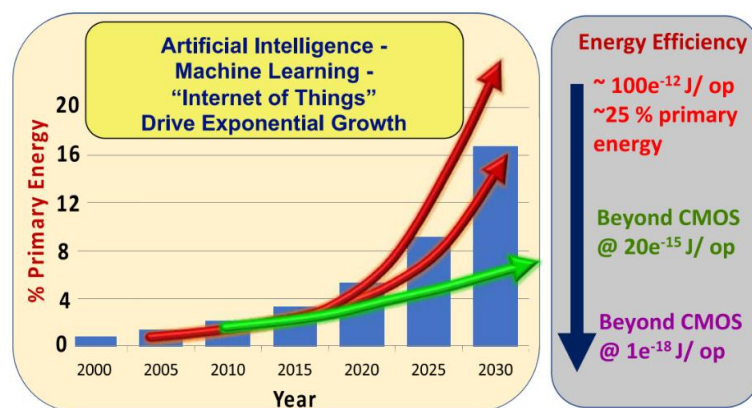 Artificial Intelligence -
Machine Learning -
“Internet of Things”
Drive Exponential Growth
% Primary Energy
20
16
12
8
4
0
2000 2005 2010 2015 2020 2025 2030
Year
Energy Efficiency
~ 100e⁻¹² J/ op
~25 % primary
energy
Beyond CMOS
@ 20e⁻¹⁵ J/ op
Beyond CMOS
@ 1e⁻¹⁸ J/ op